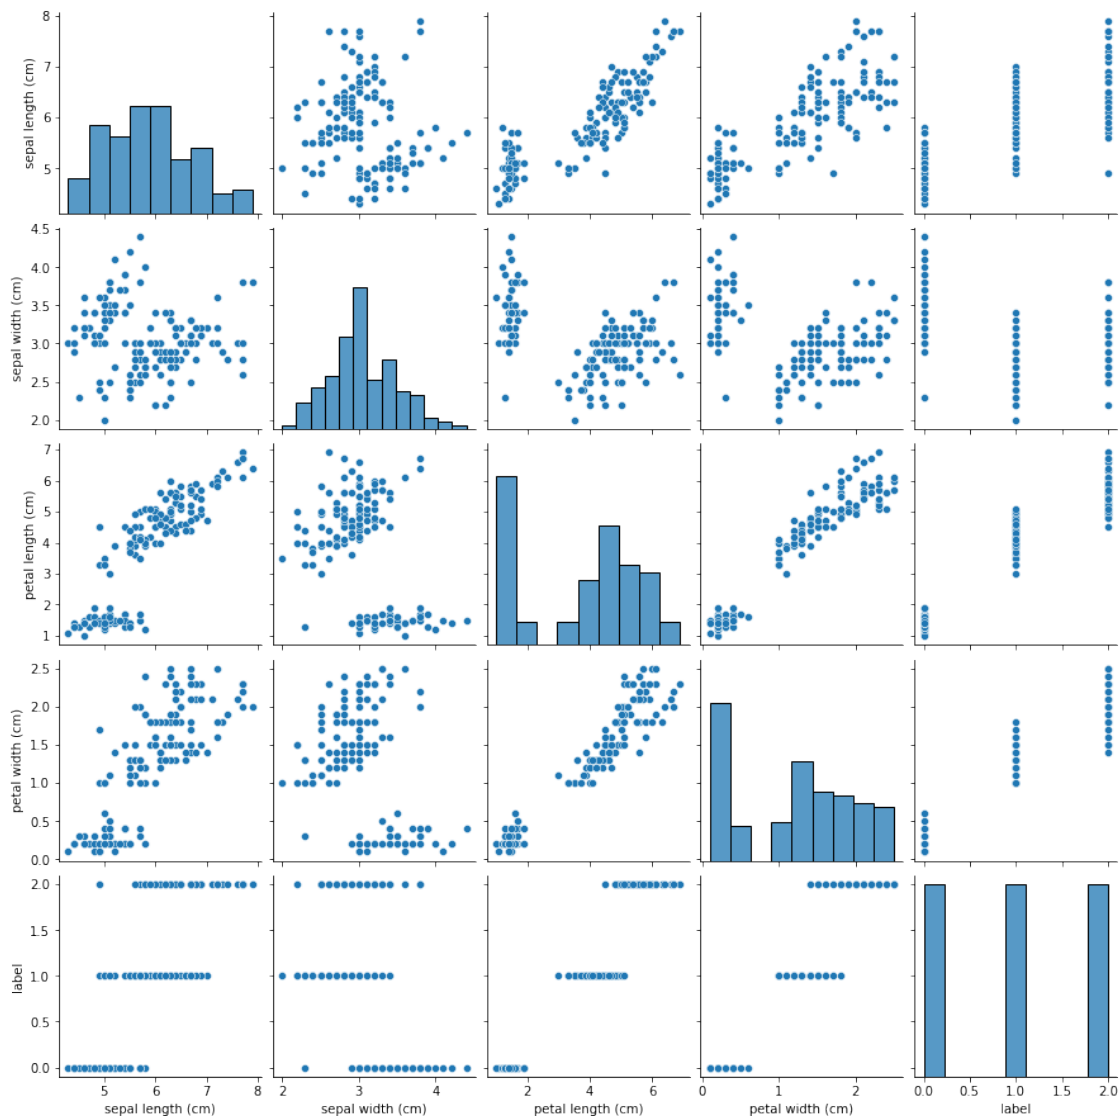 8
7
6
5
sepal length (cm)
4.5
4.0
3.5
3.0
2.5
2.0
sepal width (cm)
7
6
5
4
3
2
1
petal length (cm)
2.5
2.0
1.5
1.0
0.5
0.0
petal width (cm)
2.0
1.5
1.0
0.5
0.0
label
5 6 7 8
sepal length (cm)
2 3 4
sepal width (cm)
2 4 6
petal length (cm)
0 1 2
petal width (cm)
0.0 0.5 1.0 1.5 2.0
label